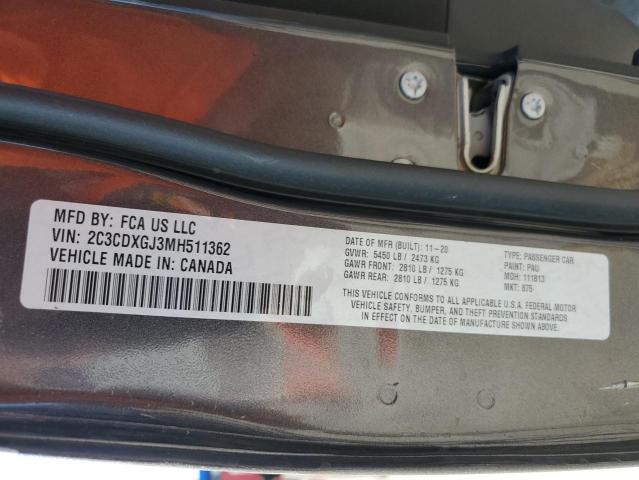 MFD BY: FCA US LLC
VIN: 2C3CDXGJ3MH511362
VEHICLE MADE IN: CANADA
DATE OF MFR (BUILT): 11-20
GVWR: 5450 LB / 2473 KG
GAWR FRONT: 2810 LB / 1275 KG
GAWR REAR: 2810 LB / 1275 KG
TYPE: PASSENGER CAR
PAINT: PAU
MDH: 111813
MKT: 875
THIS VEHICLE CONFORMS TO ALL APPLICABLE U.S.A. FEDERAL MOTOR
VEHICLE SAFETY, BUMPER, AND THEFT PREVENTION STANDARDS
IN EFFECT ON THE DATE OF MANUFACTURE SHOWN ABOVE.